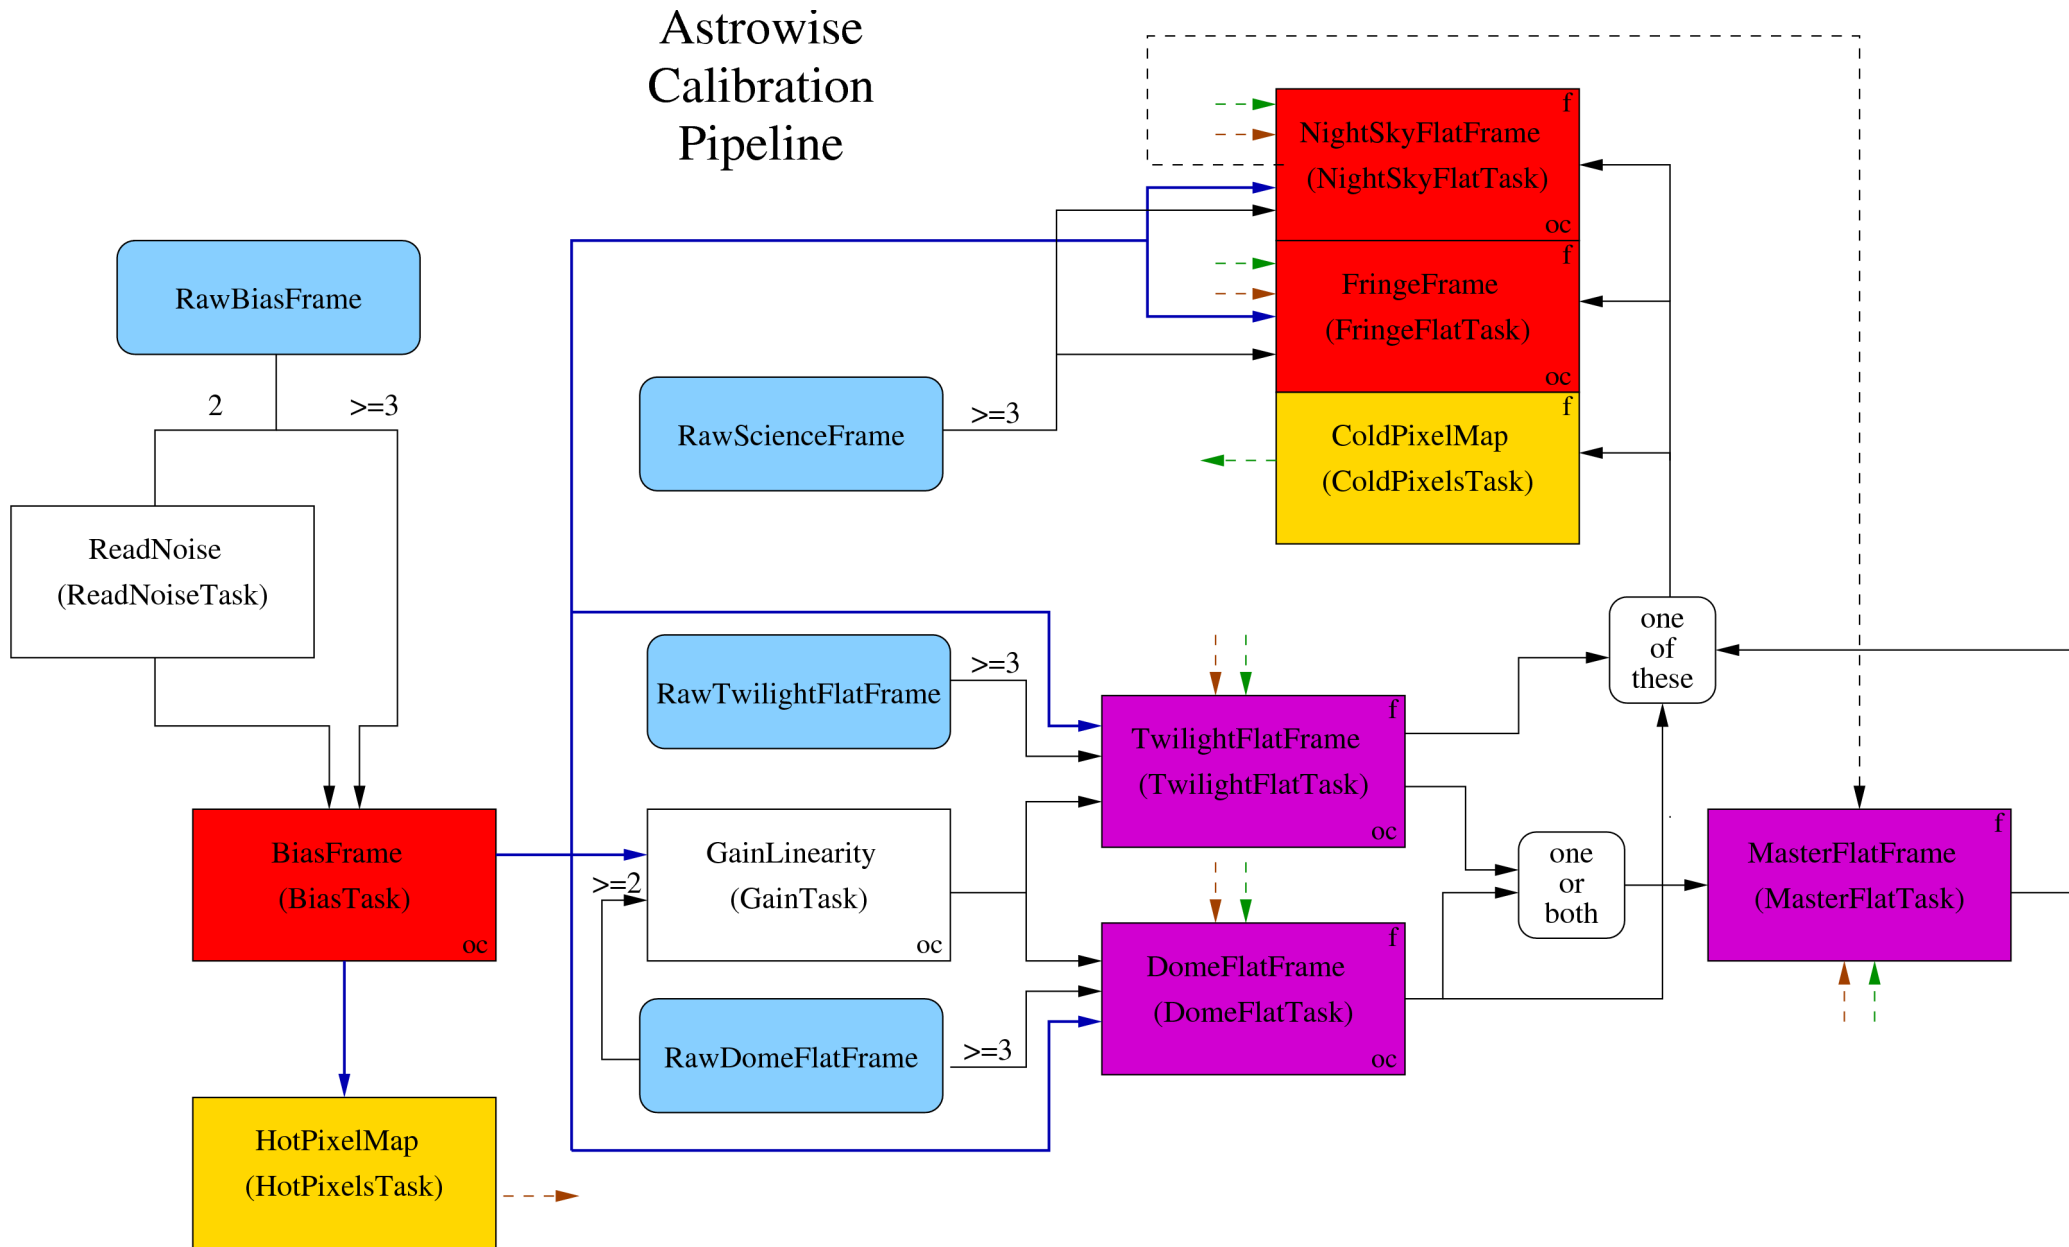 Astrowise
Calibration
Pipeline
RawBiasFrame
2
>=3
ReadNoise
(ReadNoiseTask)
BiasFrame
(BiasTask)
oc
HotPixelMap
(HotPixelsTask)
RawScienceFrame
>=3
f
NightSkyFlatFrame
(NightSkyFlatTask)
oc
f
FringeFrame
(FringeFlatTask)
oc
f
ColdPixelMap
(ColdPixelsTask)
RawTwilightFlatFrame
>=3
GainLinearity
(GainTask)
oc
>=2
RawDomeFlatFrame
>=3
f
TwilightFlatFrame
(TwilightFlatTask)
oc
f
DomeFlatFrame
(DomeFlatTask)
oc
one
of
these
one
or
both
f
MasterFlatFrame
(MasterFlatTask)